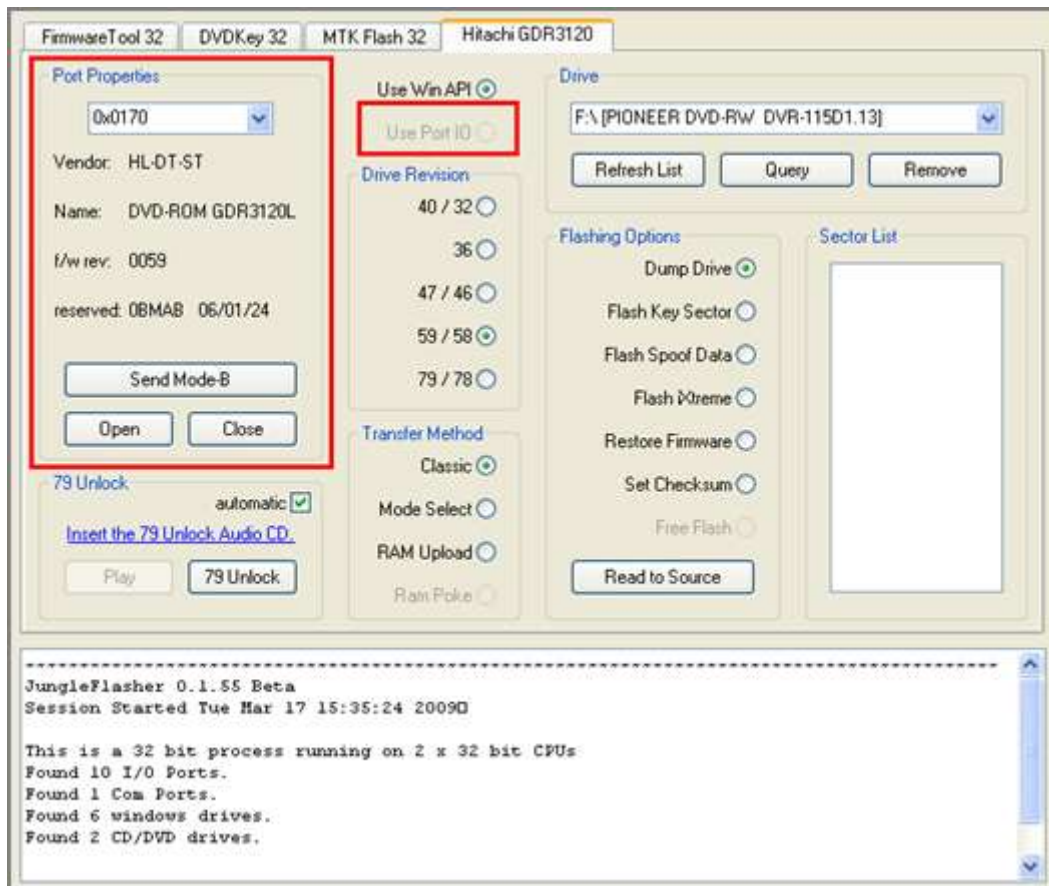 FirmwareTool 32 DVDKey 32 MTK Flash 32 Hitachi GDR3120
Port Properties
0x0170
Vendor: HL-DT-ST
Name: DVD-ROM GDR3120L
f/w rev: 0059
reserved: 0BMAB 06/01/24
Send Mode-B
Open Close
79 Unlock
automatic
Insert the 79 Unlock Audio CD.
Play 79 Unlock
Use Win API
Use Port IO
Drive Revision
40 / 32
36
47 / 46
59 / 58
79 / 78
Transfer Method
Classic
Mode Select
RAM Upload
Ram Poke
Drive
F:\ [PIONEER DVD-RW DVR-115D1.13]
Refresh List Query Remove
Flashing Options
Dump Drive
Flash Key Sector
Flash Spoof Data
Flash iXtreme
Restore Firmware
Set Checksum
Free Flash
Read to Source
Sector List
--------------------------------------------------------------------------------
JungleFlasher 0.1.55 Beta
Session Started Tue Mar 17 15:35:24 2009
This is a 32 bit process running on 2 x 32 bit CPUs
Found 10 I/O Ports.
Found 1 Com Ports.
Found 6 windows drives.
Found 2 CD/DVD drives.